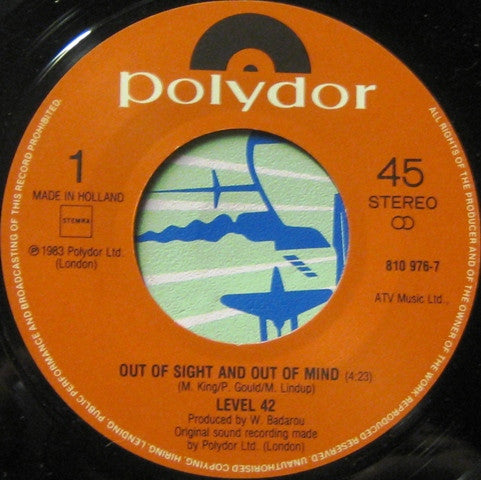 polydor
1
MADE IN HOLLAND
STEMRA
℗ 1983 Polydor Ltd.
(London)
45
STEREO
810 976-7
ATV Music Ltd.,
OUT OF SIGHT AND OUT OF MIND (4:23)
(M. King/P. Gould/M. Lindup)
LEVEL 42
Produced by W. Badarou
Original sound recording made
by Polydor Ltd. (London)
ALL RIGHTS OF THE PRODUCER AND OF THE OWNER OF THE WORK REPRODUCED RESERVED. UNAUTHORISED COPYING, HIRING, LENDING, PUBLIC PERFORMANCE AND BROADCASTING OF THIS RECORD PROHIBITED.